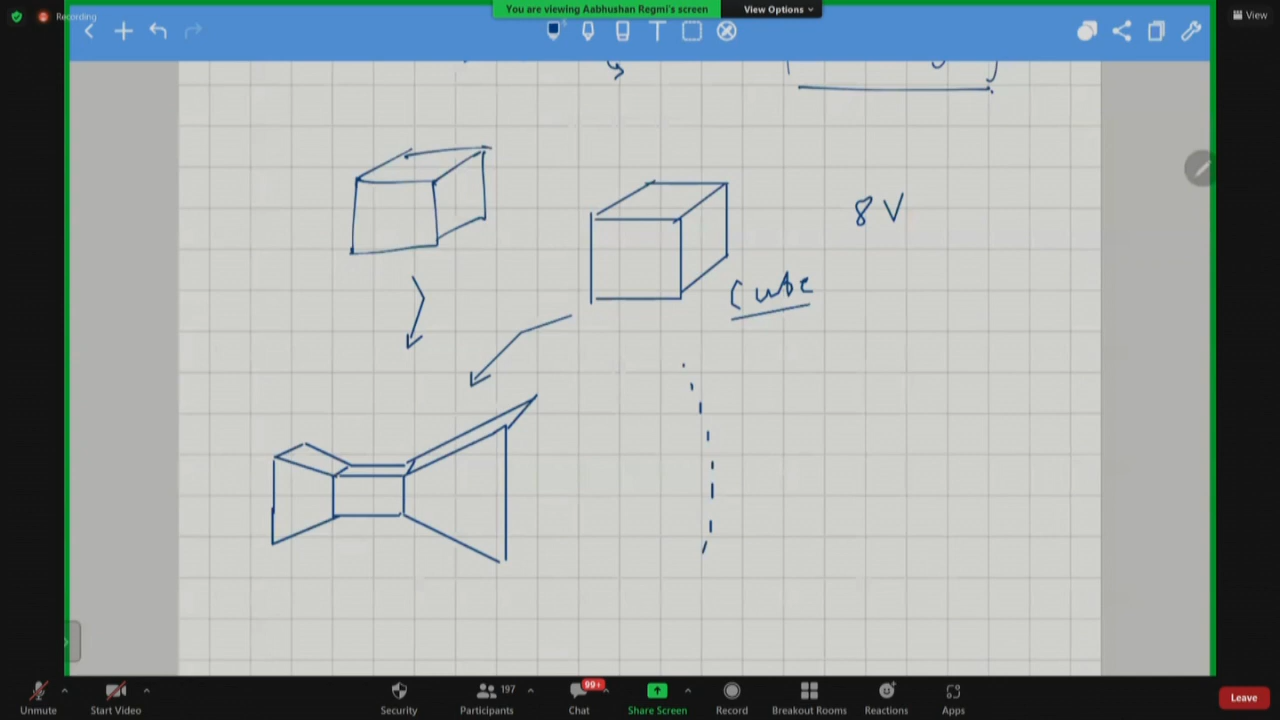 Recording
You are viewing Aabhushan Regmi's screen
View Options
View
T
8 V
Cube
Unmute
Start Video
Security
197
Participants
99+
Chat
Share Screen
Record
Breakout Rooms
Reactions
Apps
Leave